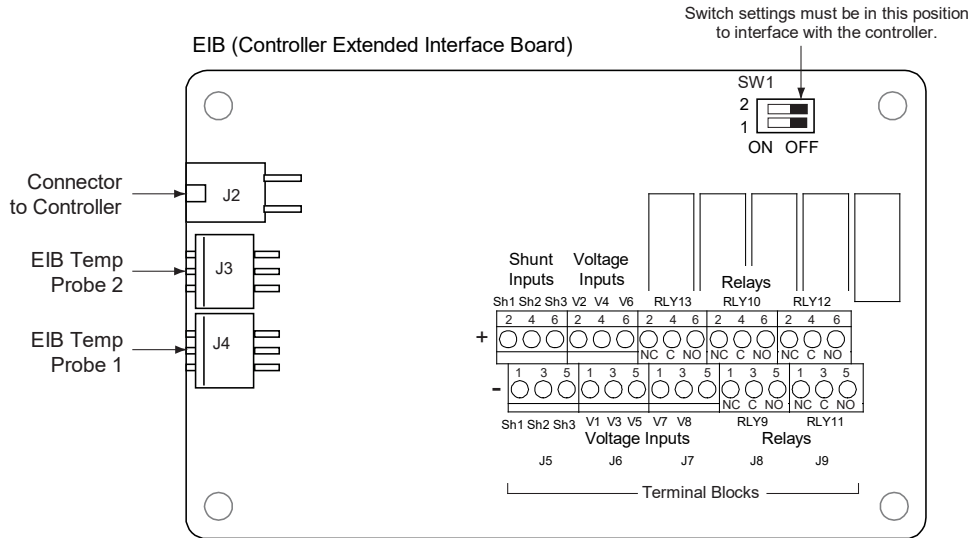 Switch settings must be in this position
to interface with the controller.
EIB (Controller Extended Interface Board)
SW1
2
1
ON OFF
Connector
to Controller
J2
EIB Temp
Probe 2
J3
EIB Temp
Probe 1
J4
Shunt
Inputs
Voltage
Inputs
Relays
Sh1 Sh2 Sh3 V2 V4 V6 RLY13 RLY10 RLY12
2 4 6 2 4 6 2 4 6 2 4 6 2 4 6
+
NC C NO NC C NO NC C NO
1 3 5 1 3 5 1 3 5 1 3 5 1 3 5
-
NC C NO NC C NO
Sh1 Sh2 Sh3 V1 V3 V5 V7 V8 RLY9 RLY11
Voltage Inputs Relays
J5 J6 J7 J8 J9
Terminal Blocks